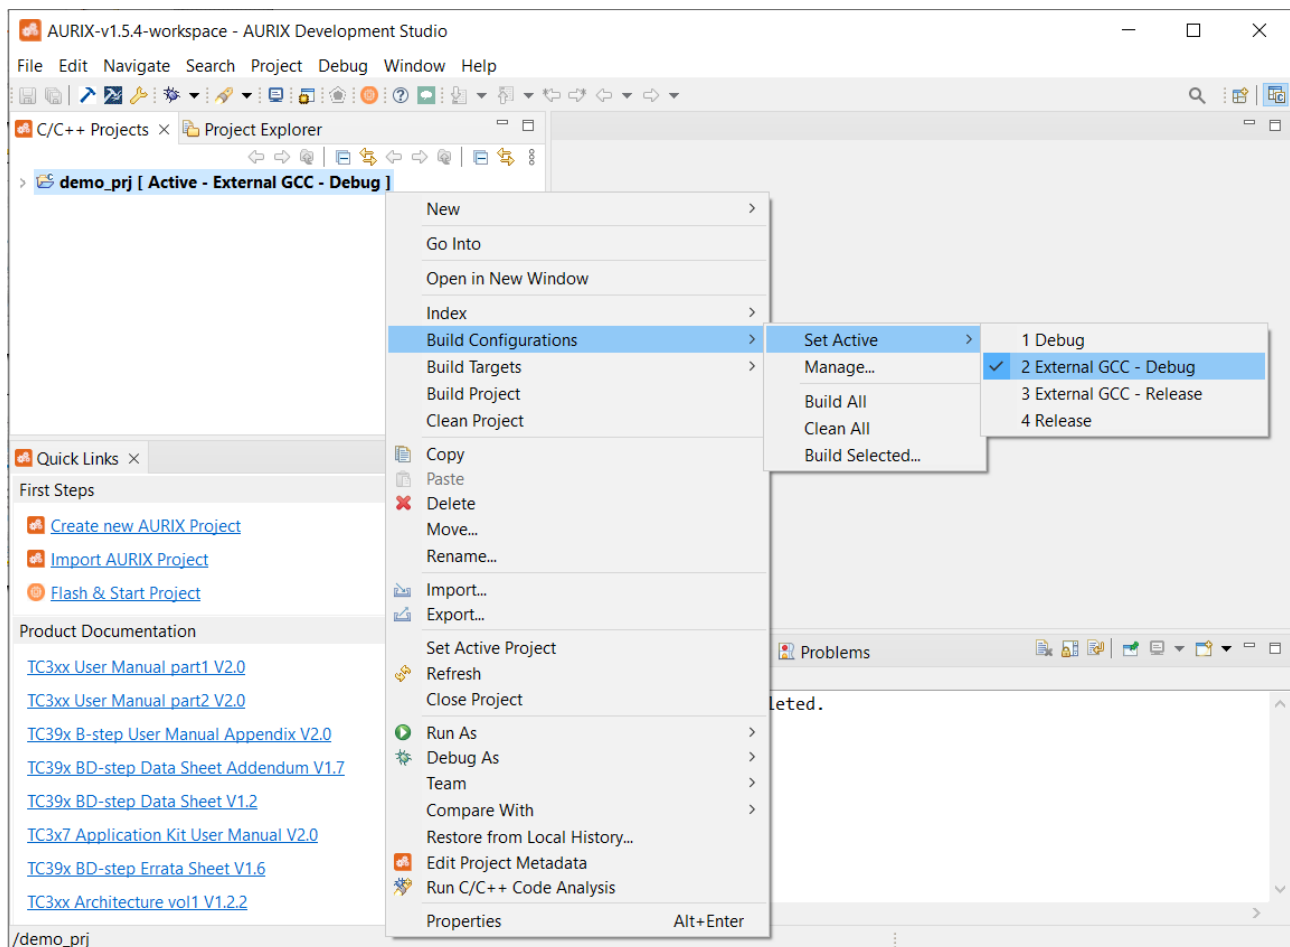 AURIX-v1.5.4-workspace - AURIX Development Studio
File Edit Navigate Search Project Debug Window Help
C/C++ Projects
Project Explorer
demo_prj [ Active - External GCC - Debug ]
New
Go Into
Open in New Window
Index
Build Configurations
Build Targets
Build Project
Clean Project
Copy
Paste
Delete
Move...
Rename...
Import...
Export...
Set Active Project
Refresh
Close Project
Run As
Debug As
Team
Compare With
Restore from Local History...
Edit Project Metadata
Run C/C++ Code Analysis
Properties Alt+Enter
Set Active
Manage...
Build All
Clean All
Build Selected...
1 Debug
2 External GCC - Debug
3 External GCC - Release
4 Release
Quick Links
First Steps
Create new AURIX Project
Import AURIX Project
Flash & Start Project
Product Documentation
TC3xx User Manual part1 V2.0
TC3xx User Manual part2 V2.0
TC39x B-step User Manual Appendix V2.0
TC39x BD-step Data Sheet Addendum V1.7
TC39x BD-step Data Sheet V1.2
TC3x7 Application Kit User Manual V2.0
TC39x BD-step Errata Sheet V1.6
TC3xx Architecture vol1 V1.2.2
Problems
leted.
/demo_prj